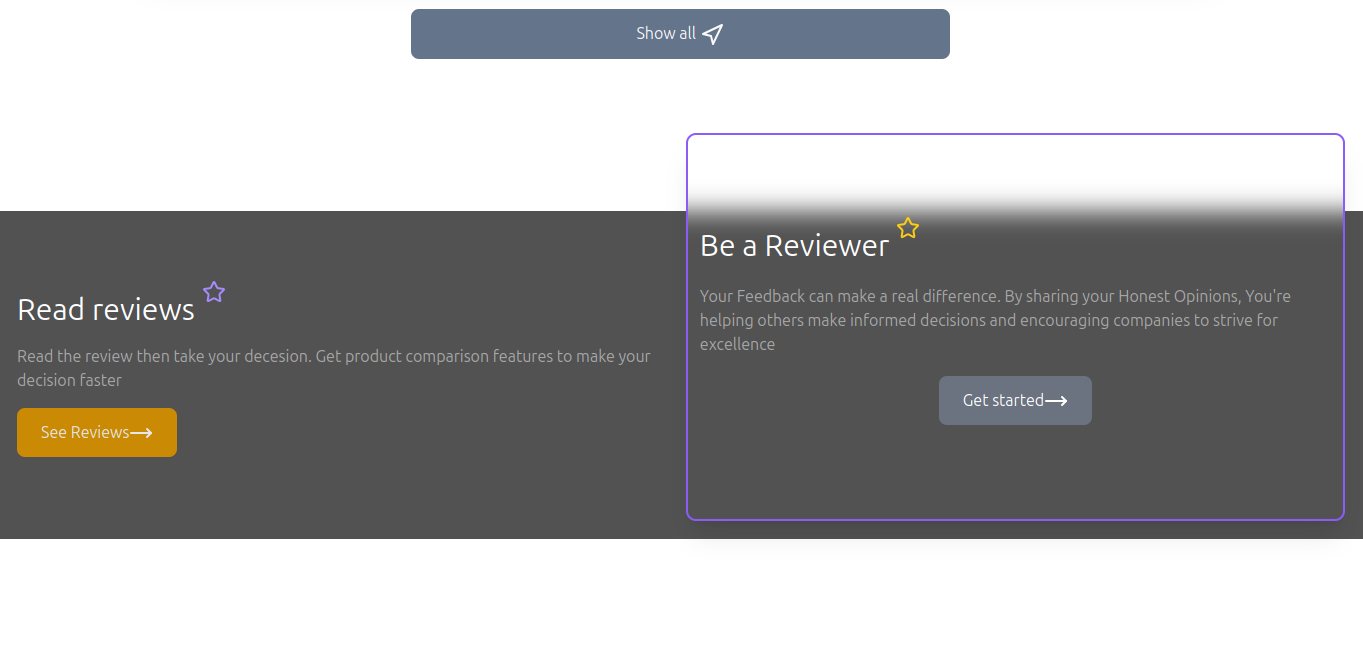 Show all
Read reviews
Read the review then take your decesion. Get product comparison features to make your
decision faster
See Reviews
Be a Reviewer
Your Feedback can make a real difference. By sharing your Honest Opinions, You're
helping others make informed decisions and encouraging companies to strive for
excellence
Get started